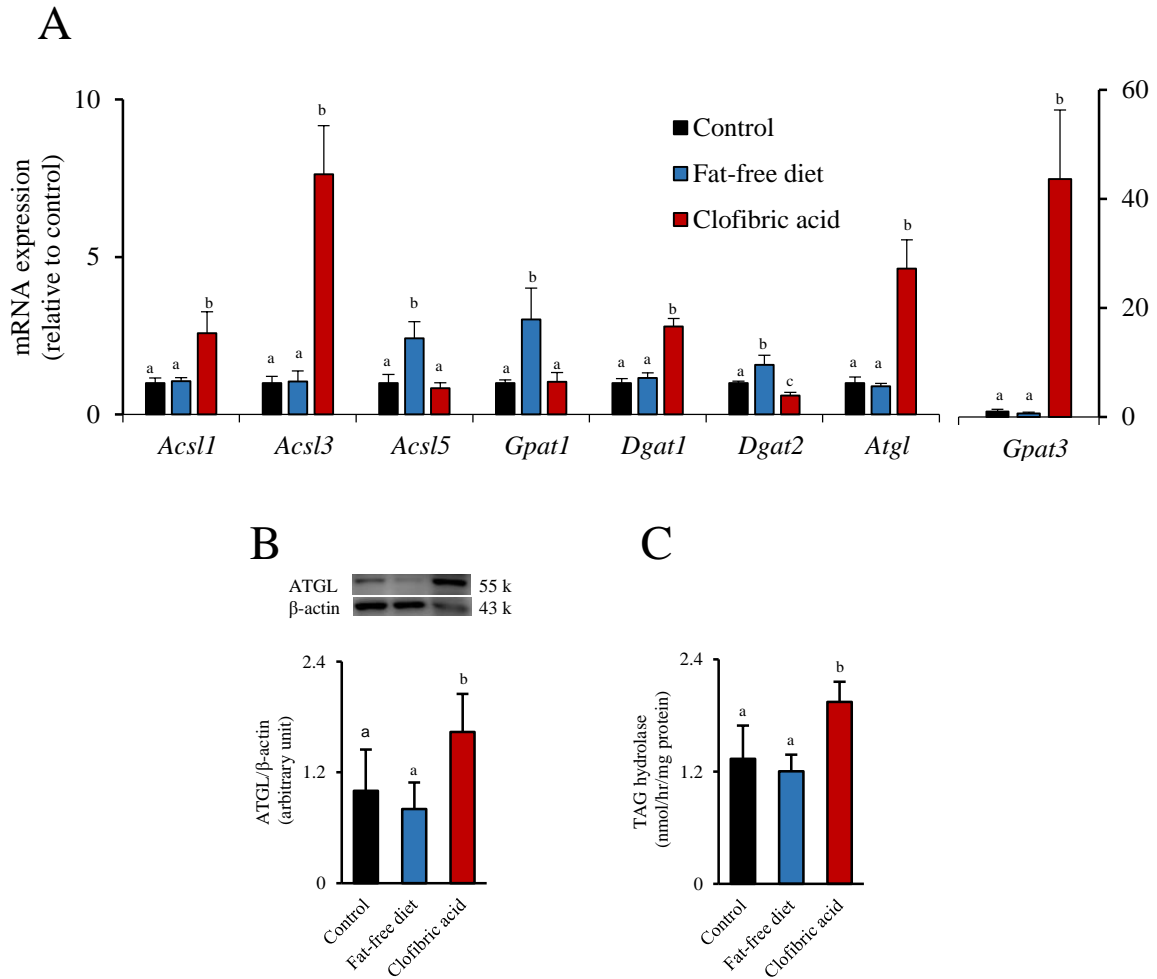 A
mRNA expression
(relative to control)
10
5
0
a a b
a a b
a b a
a b a
a a b
a b c
a a b
Control
Fat-free diet
Clofibric acid
60
40
20
0
a a b
Acsl1 Acsl3 Acsl5 Gpat1 Dgat1 Dgat2 Atgl Gpat3
B
ATGL 55 k
β-actin 43 k
ATGL/β-actin
(arbitrary unit)
2.4
1.2
0
a a b
Control Fat-free diet Clofibric acid
C
TAG hydrolase
(nmol/hr/mg protein)
2.4
1.2
0
a a b
Control Fat-free diet Clofibric acid